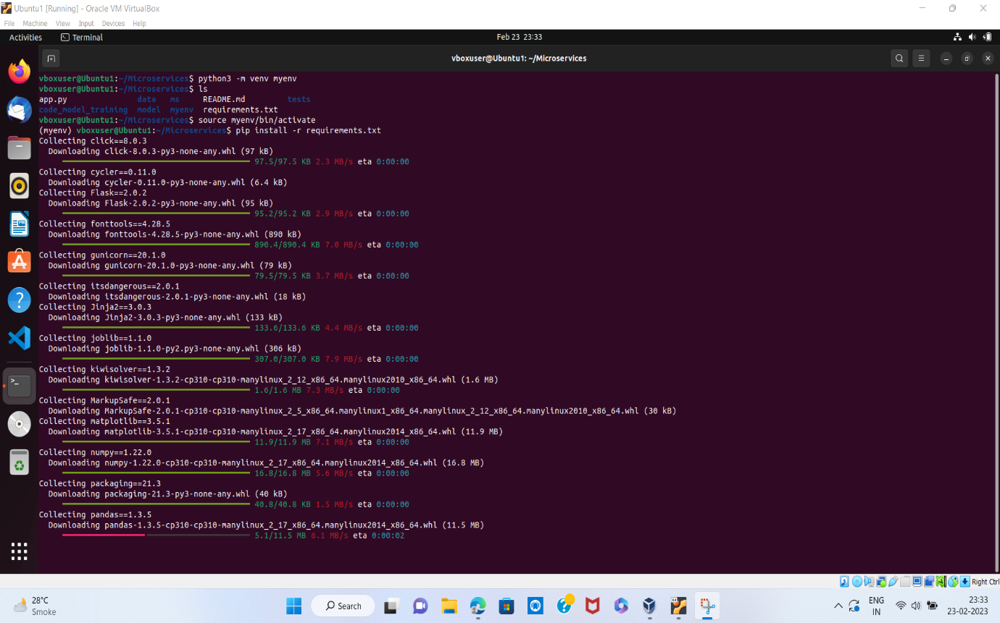 Ubuntu1 [Running] - Oracle VM VirtualBox
File Machine View Input Devices Help
Activities Terminal Feb 23 23:33
vboxuser@Ubuntu1: ~/Microservices
vboxuser@Ubuntu1:~/Microservices$ python3 -m venv myenv
vboxuser@Ubuntu1:~/Microservices$ ls
app.py data ms README.md tests
code_model_training model myenv requirements.txt
vboxuser@Ubuntu1:~/Microservices$ source myenv/bin/activate
(myenv) vboxuser@Ubuntu1:~/Microservices$ pip install -r requirements.txt
Collecting click==8.0.3
Downloading click-8.0.3-py3-none-any.whl (97 kB)
97.5/97.5 KB 2.3 MB/s eta 0:00:00
Collecting cycler==0.11.0
Downloading cycler-0.11.0-py3-none-any.whl (6.4 kB)
Collecting Flask==2.0.2
Downloading Flask-2.0.2-py3-none-any.whl (95 kB)
95.2/95.2 KB 2.9 MB/s eta 0:00:00
Collecting fonttools==4.28.5
Downloading fonttools-4.28.5-py3-none-any.whl (890 kB)
890.4/890.4 KB 7.0 MB/s eta 0:00:00
Collecting gunicorn==20.1.0
Downloading gunicorn-20.1.0-py3-none-any.whl (79 kB)
79.5/79.5 KB 3.7 MB/s eta 0:00:00
Collecting itsdangerous==2.0.1
Downloading itsdangerous-2.0.1-py3-none-any.whl (18 kB)
Collecting Jinja2==3.0.3
Downloading Jinja2-3.0.3-py3-none-any.whl (133 kB)
133.6/133.6 KB 4.4 MB/s eta 0:00:00
Collecting joblib==1.1.0
Downloading joblib-1.1.0-py2.py3-none-any.whl (306 kB)
307.0/307.0 KB 7.9 MB/s eta 0:00:00
Collecting kiwisolver==1.3.2
Downloading kiwisolver-1.3.2-cp310-cp310-manylinux_2_12_x86_64.manylinux2010_x86_64.whl (1.6 MB)
1.6/1.6 MB 7.3 MB/s eta 0:00:00
Collecting MarkupSafe==2.0.1
Downloading MarkupSafe-2.0.1-cp310-cp310-manylinux_2_5_x86_64.manylinux1_x86_64.manylinux_2_12_x86_64.manylinux2010_x86_64.whl (30 kB)
Collecting matplotlib==3.5.1
Downloading matplotlib-3.5.1-cp310-cp310-manylinux_2_17_x86_64.manylinux2014_x86_64.whl (11.9 MB)
11.9/11.9 MB 7.1 MB/s eta 0:00:00
Collecting numpy==1.22.0
Downloading numpy-1.22.0-cp310-cp310-manylinux_2_17_x86_64.manylinux2014_x86_64.whl (16.8 MB)
16.8/16.8 MB 5.6 MB/s eta 0:00:00
Collecting packaging==21.3
Downloading packaging-21.3-py3-none-any.whl (40 kB)
40.8/40.8 KB 1.5 MB/s eta 0:00:00
Collecting pandas==1.3.5
Downloading pandas-1.3.5-cp310-cp310-manylinux_2_17_x86_64.manylinux2014_x86_64.whl (11.5 MB)
5.1/11.5 MB 6.1 MB/s eta 0:00:02
Right Ctrl
28°C
Smoke
Search
ENG
IN
23:33
23-02-2023